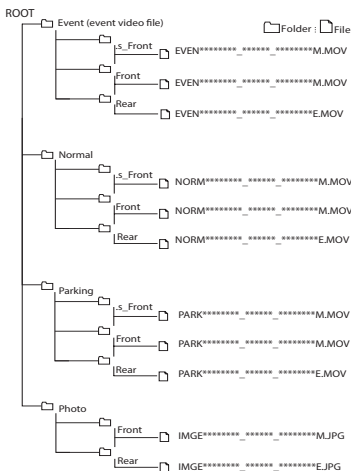 ROOT
Event (event video file)
Folder : File
.s_Front
EVEN********_******_********M.MOV
Front
EVEN********_******_********M.MOV
Rear
EVEN********_******_********E.MOV
Normal
.s_Front
NORM********_******_********M.MOV
Front
NORM********_******_********M.MOV
Rear
NORM********_******_********E.MOV
Parking
.s_Front
PARK********_******_********M.MOV
Front
PARK********_******_********M.MOV
Rear
PARK********_******_********E.MOV
Photo
Front
IMGE********_******_********M.JPG
Rear
IMGE********_******_********E.JPG